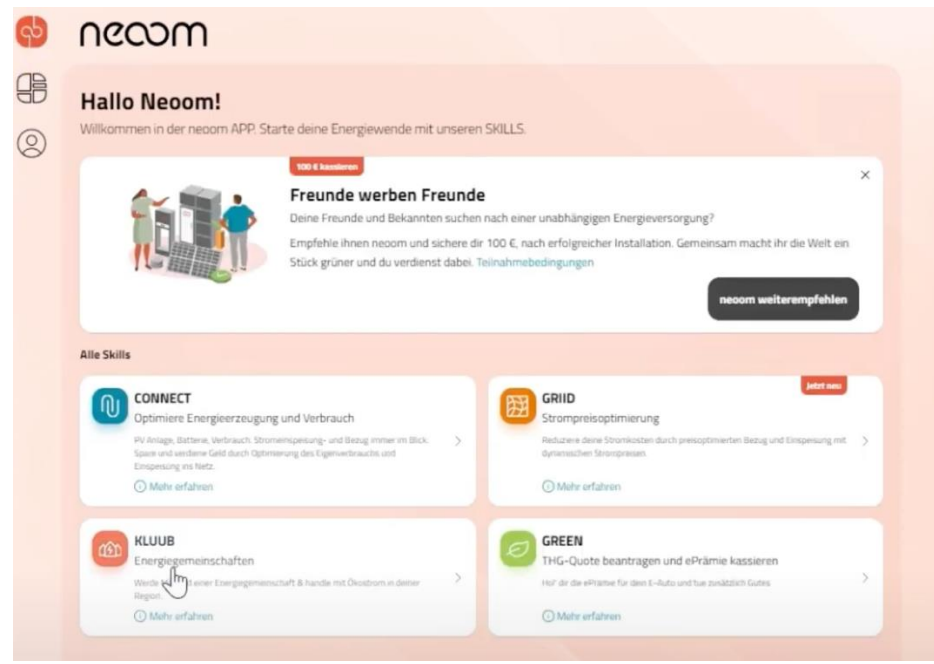 neoom
Hallo Neoom!
Willkommen in der neoom APP. Starte deine Energiewende mit unseren SKILLS.
100 € kassieren
Freunde werben Freunde
Deine Freunde und Bekannten suchen nach einer unabhängigen Energieversorgung?
Empfehle ihnen neoom und sichere dir 100 €, nach erfolgreicher Installation. Gemeinsam macht ihr die Welt ein
Stück grüner und du verdienst dabei. Teilnahmebedingungen
neoom weiterempfehlen
Alle Skills
CONNECT
Optimiere Energieerzeugung und Verbrauch
PV Anlage, Batterie, Verbrauch. Stromeinspeisung- und Bezug immer im Blick.
Spare und verdiene Geld durch Optimierung des Eigenverbrauchs und
Einspeisung ins Netz.
Mehr erfahren
jetzt neu
GRIID
Strompreisoptimierung
Reduziere deine Stromkosten durch preisoptimierten Bezug und Einspeisung mit
dynamischen Strompreisen.
Mehr erfahren
KLUUB
Energiegemeinschaften
Werde einer Energiegemeinschaft & handle mit Ökostrom in deiner
Region.
Mehr erfahren
GREEN
THG-Quote beantragen und ePrämie kassieren
Hol' dir die ePrämie für dein E-Auto und tue zusätzlich Gutes
Mehr erfahren